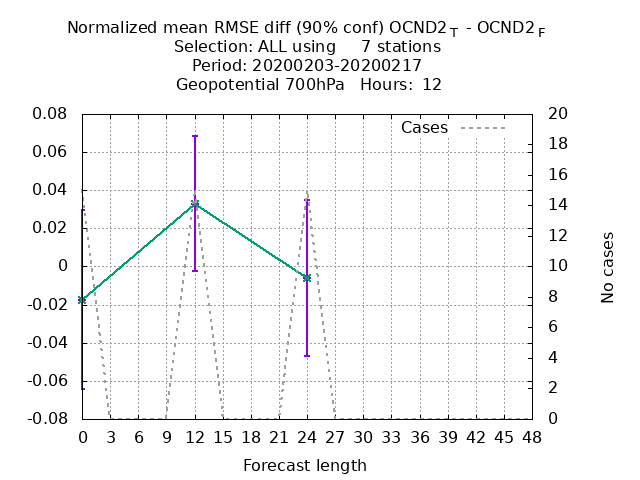 Normalized mean RMSE diff (90% conf) OCND2 T - OCND2 F
Selection: ALL using 7 stations
Period: 20200203-20200217
Geopotential 700hPa Hours: 12
Cases
0.08
0.06
0.04
0.02
0
-0.02
-0.04
-0.06
-0.08
20
18
16
14
12
10
8
6
4
2
0
No cases
0 3 6 9 12 15 18 21 24 27 30 33 36 39 42 45 48
Forecast length